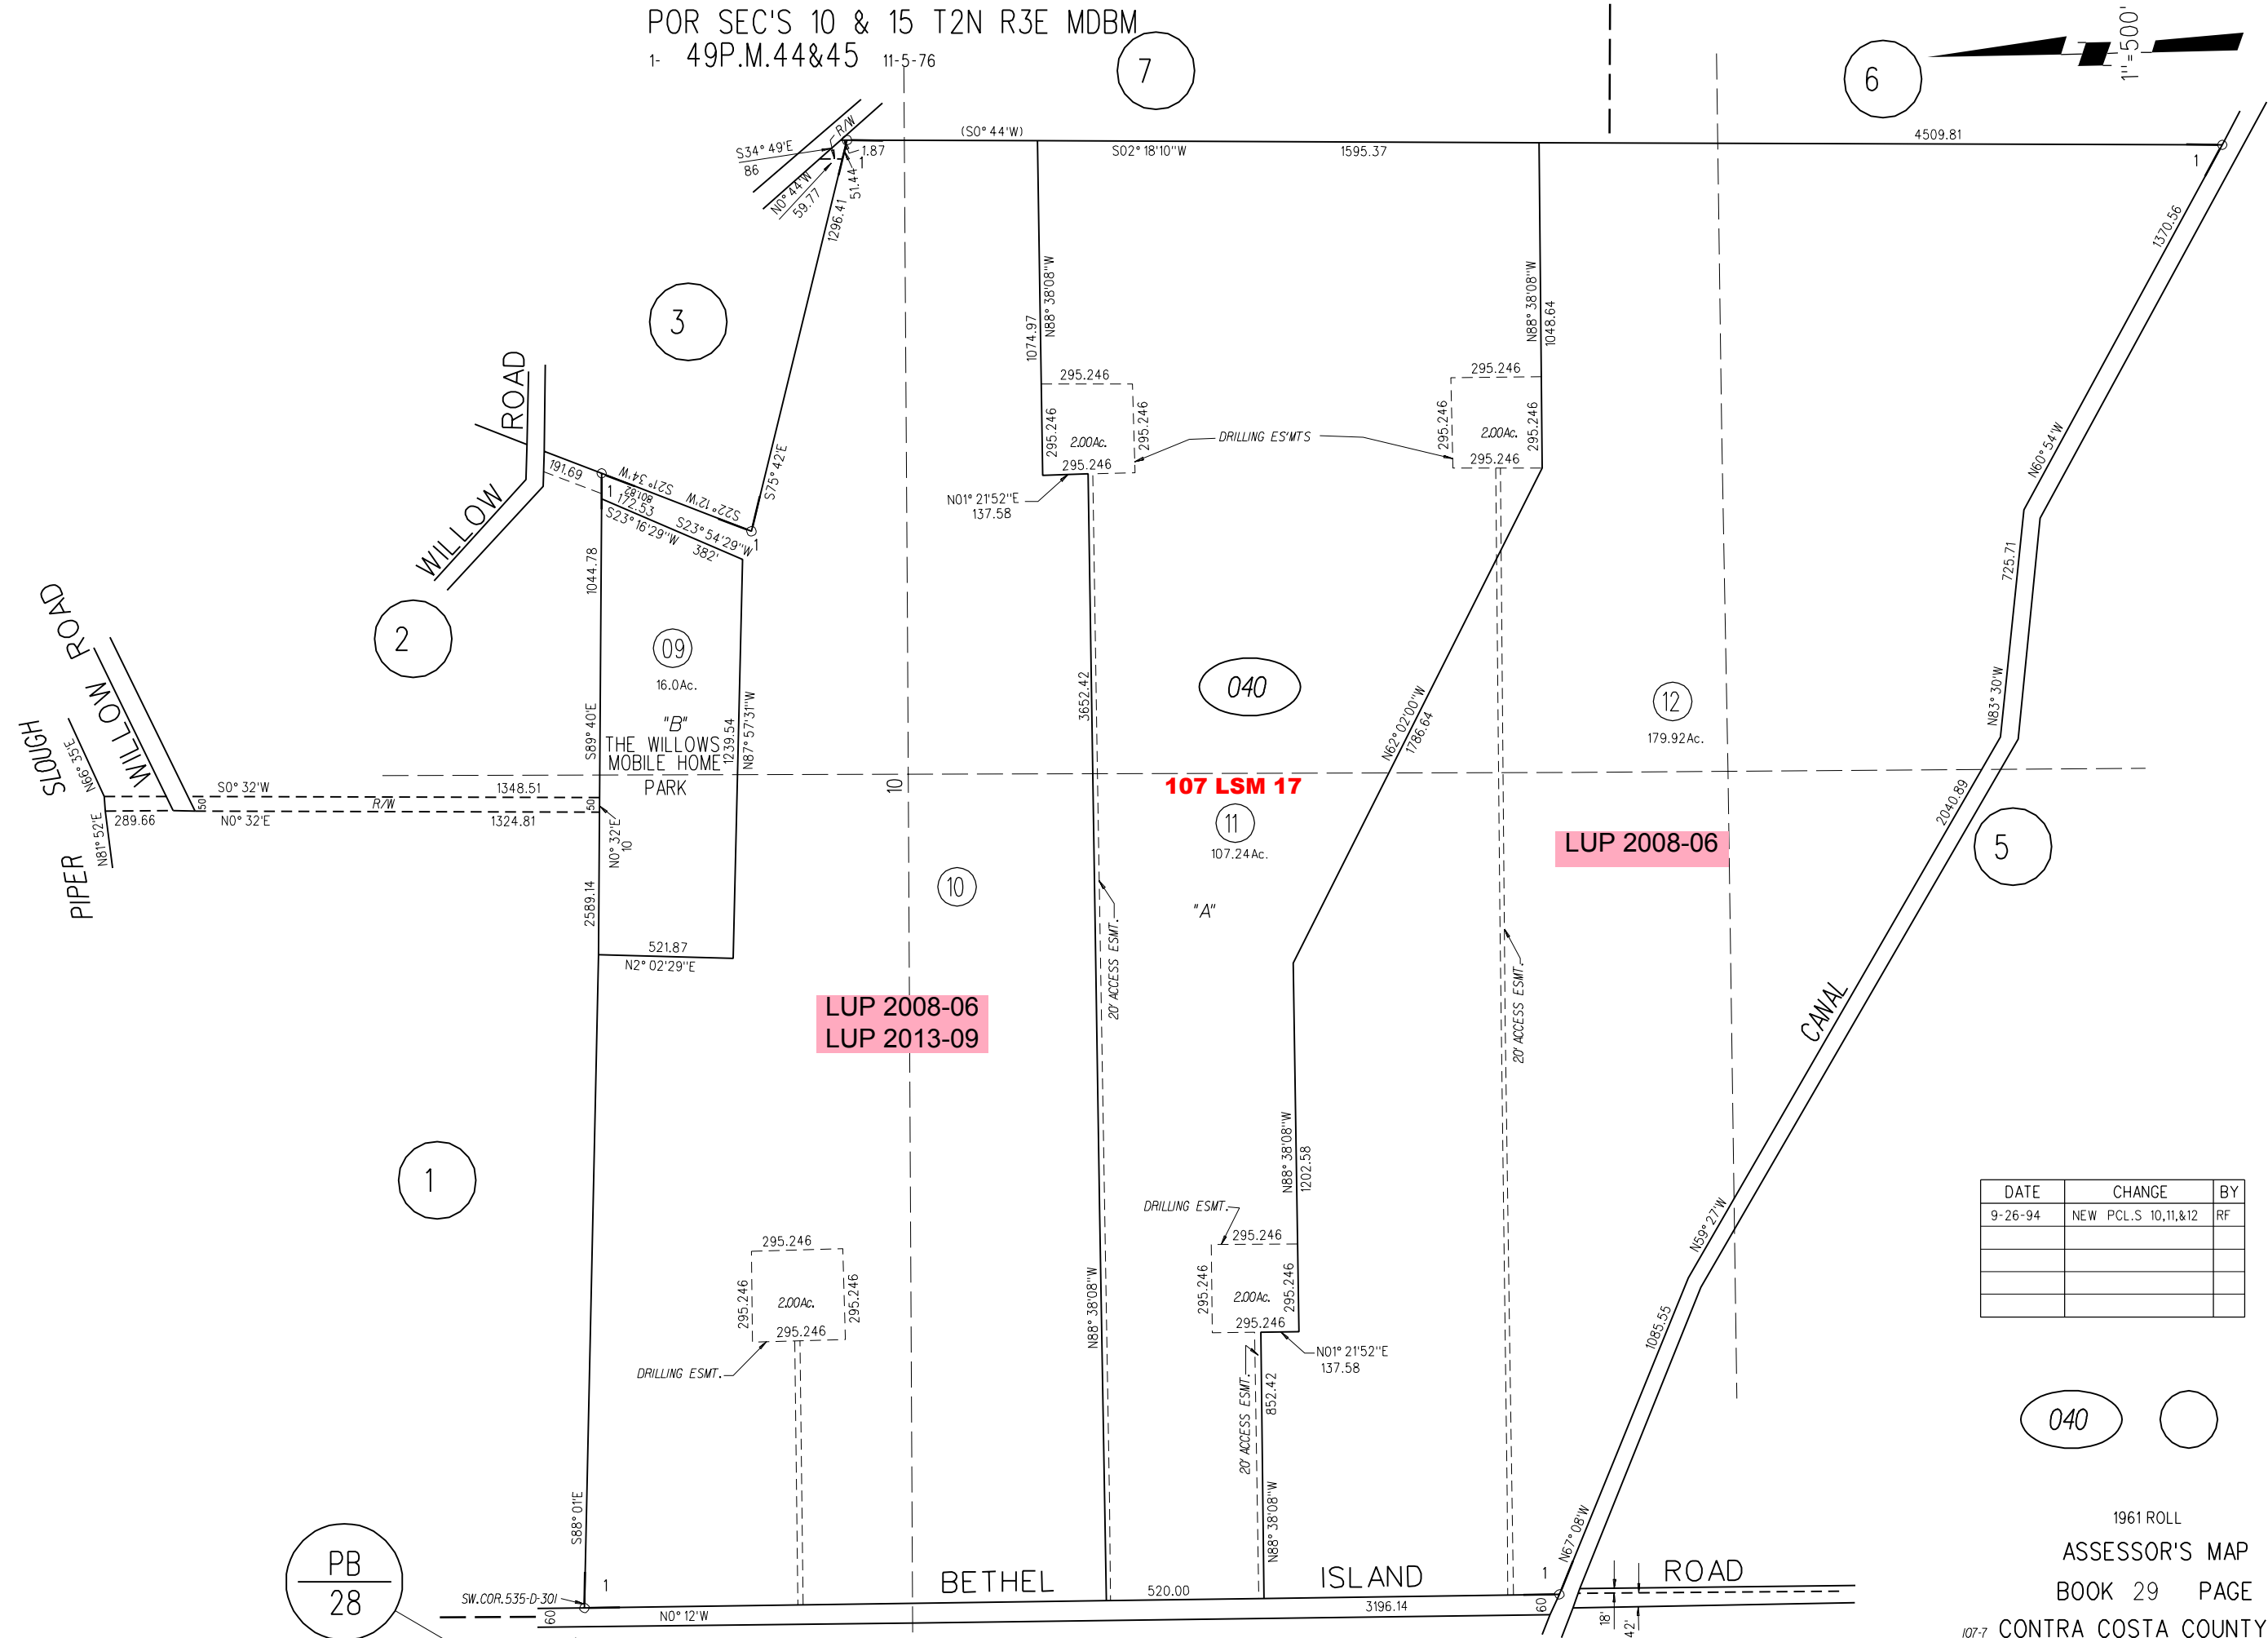 POR SEC'S 10 & 15 T2N R3E MDBM
1- 49P.M.44&45 11-5-76
7
6
1"=500'
R/W
(S0° 44'W)
S02° 18'10"W
1595.37
4509.81
1
S34° 49'E
86
1.87
1
51.44
N0° 44'W
59.77
1296.41
S75° 42'E
3
1370.56
N60° 54'W
725.71
N83° 30'W
2040.89
N59° 27'W
1085.55
N67° 08'W
CANAL
5
1074.97
N88° 38'08"W
N88° 38'08"W
1048.64
295.246
295.246
295.246
2.00Ac.
295.246
DRILLING ES'MTS
295.246
295.246
2.00Ac.
295.246
295.246
N01° 21'52"E
137.58
WILLOW ROAD
191.69
S21° 34'W
S22° 12'W
801.82
1
172.53
S23° 16'29"W
S23° 54'29"W
382'
1
1044.78
S89° 40'E
2
09
16.0Ac.
"B"
THE WILLOWS
MOBILE HOME
PARK
1239.54
N87° 57'31"W
WILLOW ROAD
PIPER SLOUGH
N66° 35'E
N81° 52'E
S0° 32'W
1348.51
R/W
50
50
289.66
N0° 32'E
1324.81
N0° 32'E
10
2589.14
521.87
N2° 02'29"E
10
3652.42
040
N62° 02'00"W
1786.64
12
179.92Ac.
107 LSM 17
11
107.24Ac.
"A"
LUP 2008-06
10
LUP 2008-06
LUP 2013-09
20' ACCESS ESMT.
20' ACCESS ESMT.
1
N88° 38'08"W
1202.58
DRILLING ESMT.
295.246
295.246
295.246
2.00Ac.
295.246
N01° 21'52"E
137.58
295.246
295.246
295.246
2.00Ac.
295.246
DRILLING ESMT.
N88° 38'08"W
20' ACCESS ESMT.
852.42
N88° 38'08"W
S88° 01'E
PB
28
SW.COR.535-D-301
1
60
N0° 12'W
BETHEL ISLAND ROAD
520.00
3196.14
1
60
18'
42'
DATE CHANGE BY
9-26-94 NEW PCL.S 10,11,&12 RF
040
1961 ROLL
ASSESSOR'S MAP
BOOK 29 PAGE
107-7 CONTRA COSTA COUNTY